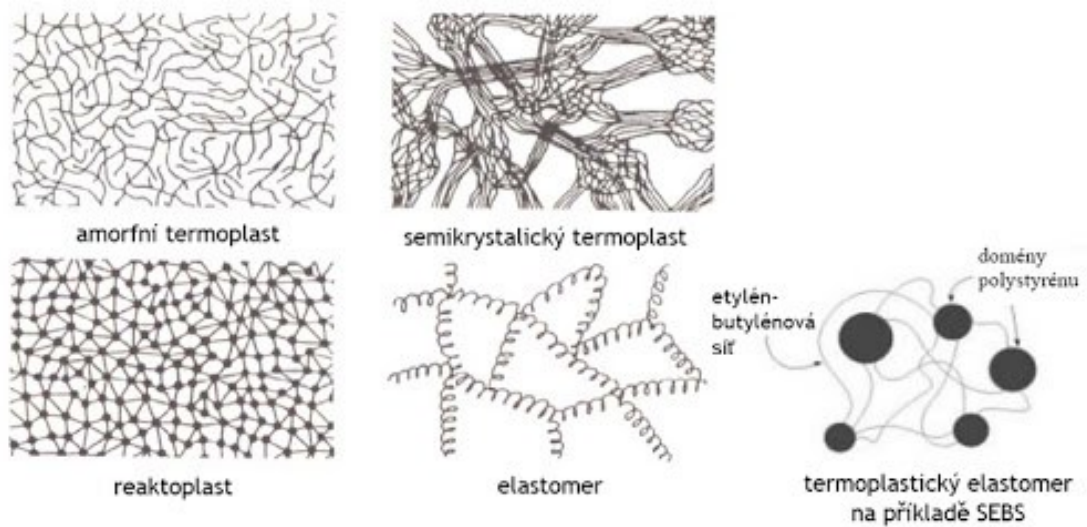 amorfní termoplast
semikrystalický termoplast
reaktoplast
elastomer
etylén-
butylénová
síť
domény
polystyrénu
termoplastický elastomer
na příkladě SEBS